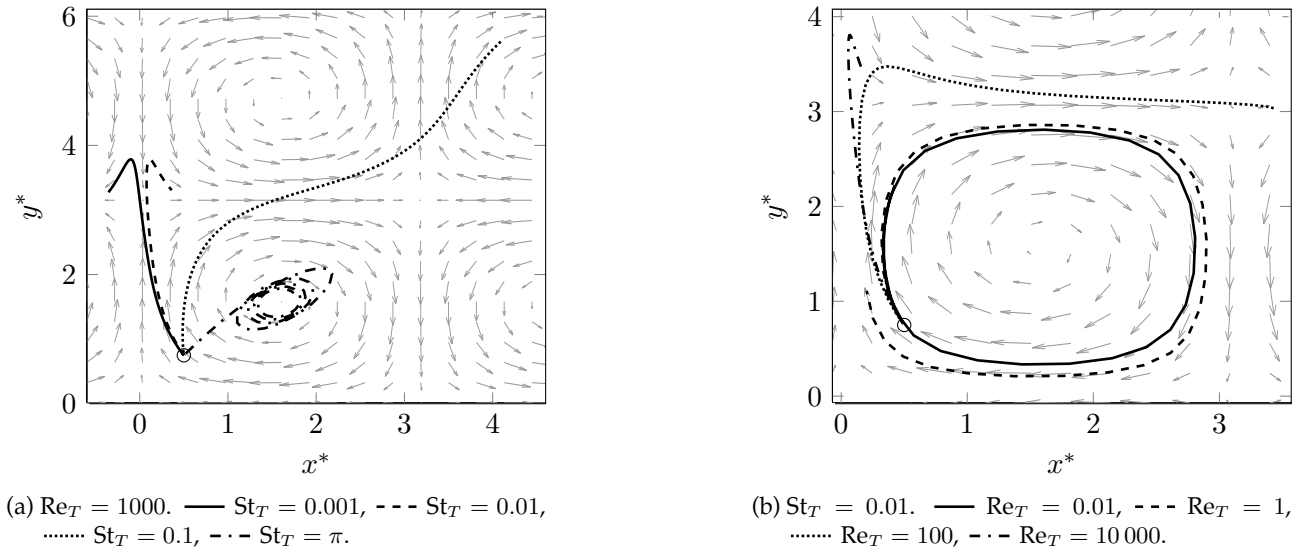 6
4
2
0
y*
0
1
2
3
4
x*
(a) Re_T = 1000. St_T = 0.001, St_T = 0.01,
St_T = 0.1, St_T = π.
4
3
2
1
0
y*
0
1
2
3
x*
(b) St_T = 0.01. Re_T = 0.01, Re_T = 1,
Re_T = 100, Re_T = 10 000.